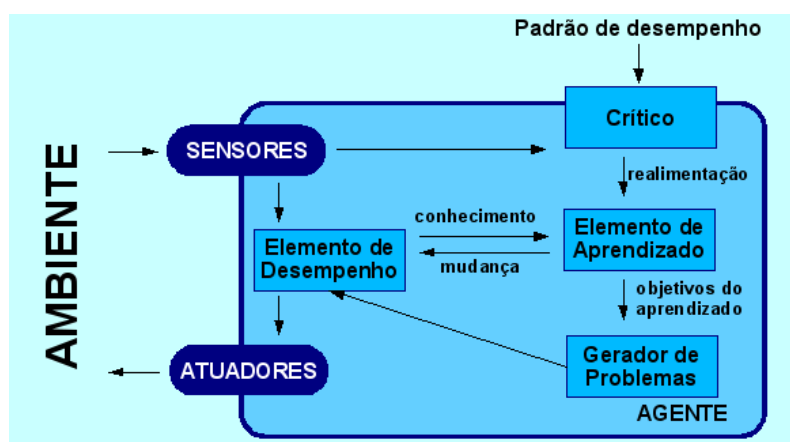 Padrão de desempenho
Crítico
SENSORES
realimentação
AMBIENTE
conhecimento
Elemento de
Aprendizado
Elemento de
Desempenho
mudança
objetivos do
aprendizado
ATUADORES
Gerador de
Problemas
AGENTE